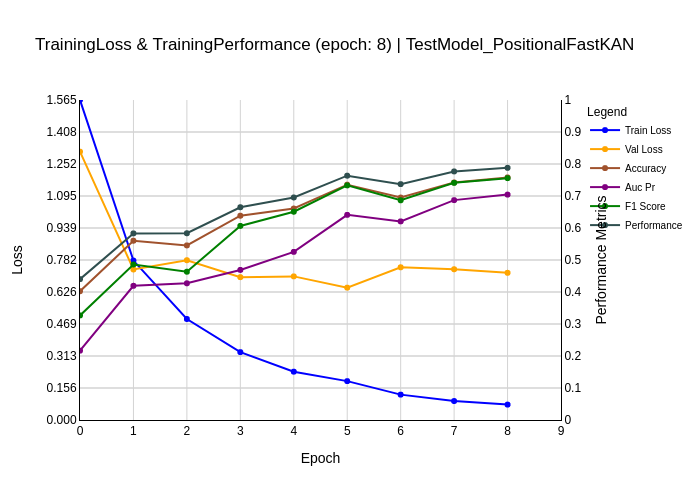 TrainingLoss & TrainingPerformance (epoch: 8) | TestModel_PositionalFastKAN
1.565
1.408
1.252
1.095
0.939
0.782
0.626
0.469
0.313
0.156
0.000
Loss
0 1 2 3 4 5 6 7 8 9
Epoch
1
0.9
0.8
0.7
0.6
0.5
0.4
0.3
0.2
0.1
0
Performance Metrics
Legend
Train Loss
Val Loss
Accuracy
Auc Pr
F1 Score
Performance